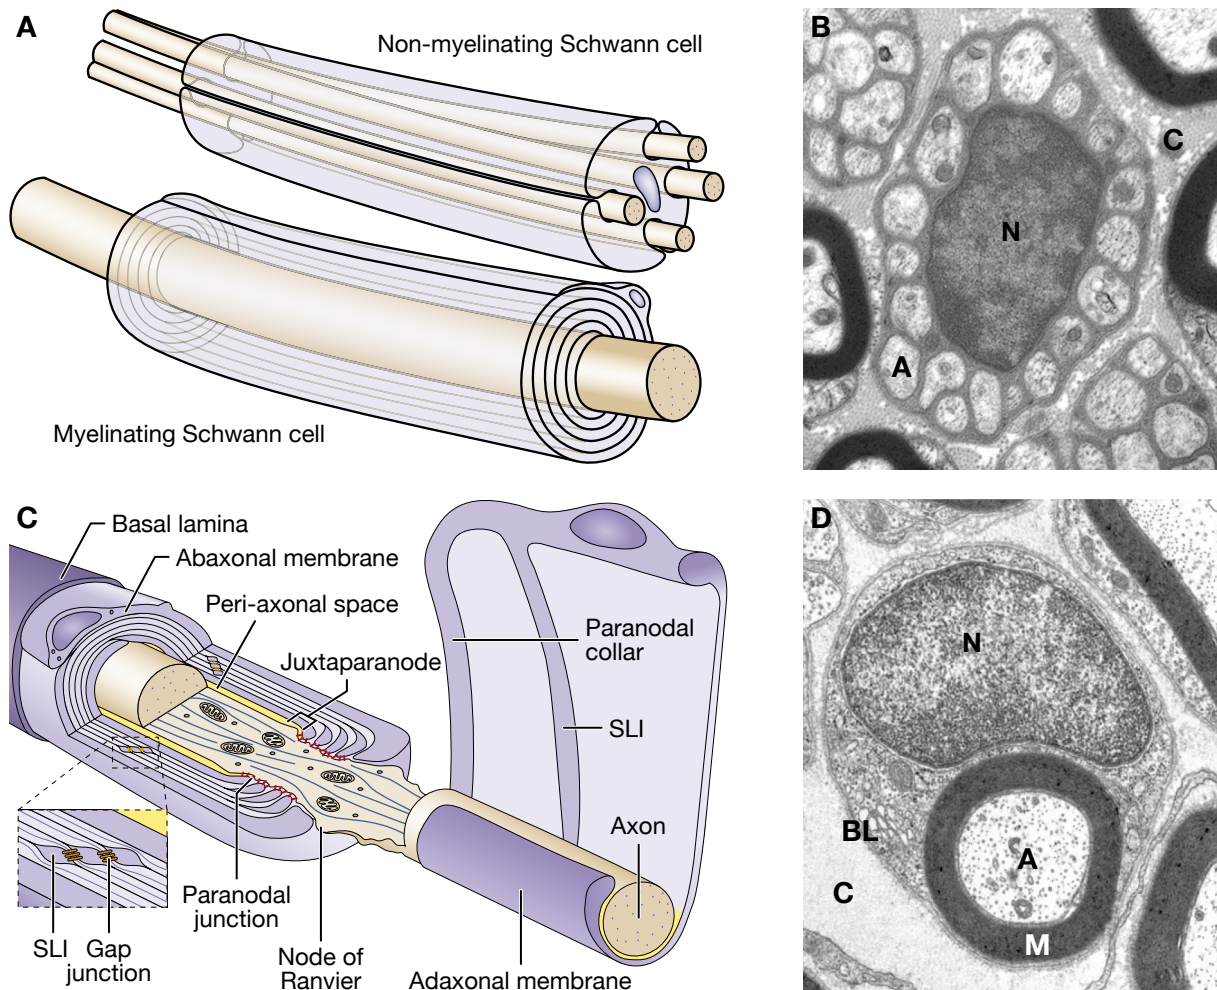 A
Non-myelinating Schwann cell
Myelinating Schwann cell
B
C
N
A
C
Basal lamina
Abaxonal membrane
Peri-axonal space
Juxtaparanode
Paranodal
collar
SLI
Axon
Paranodal
junction
SLI
Gap
junction
Node of
Ranvier
Adaxonal membrane
D
N
BL
A
C
M